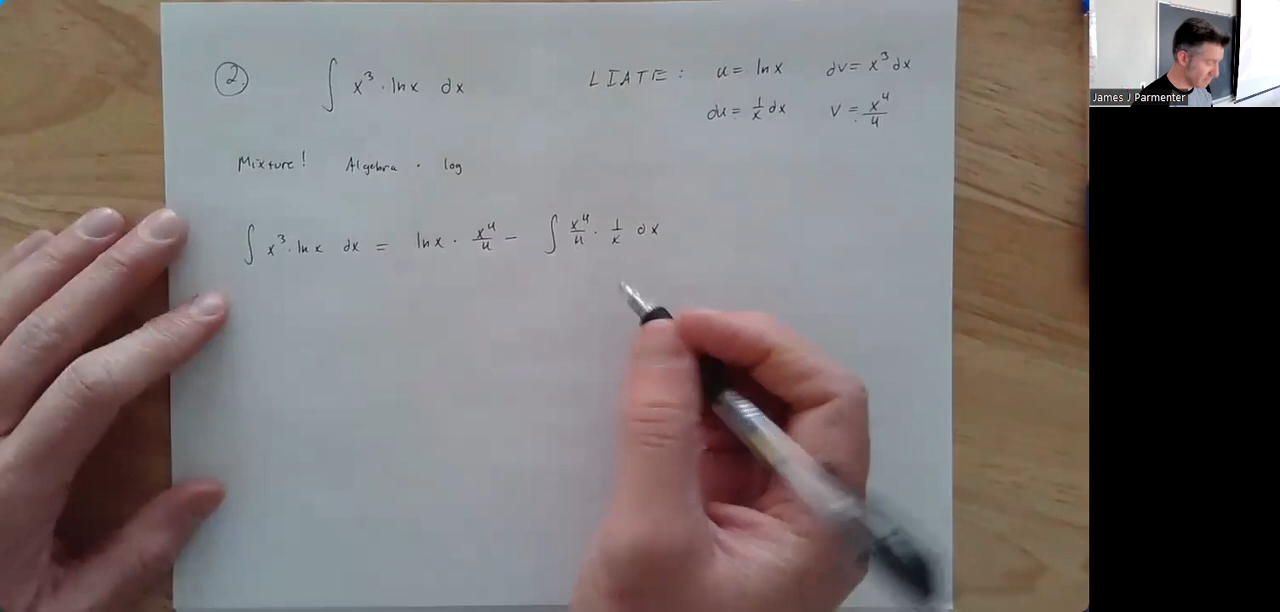 ② ∫ x³ · ln x dx LIATE : u = ln x dv = x³ dx
du = 1/x dx v = x⁴/4
Mixture! Algebra · log
∫ x³ · ln x dx = ln x · x⁴/4 − ∫ x⁴/4 · 1/x dx
James J Parmenter